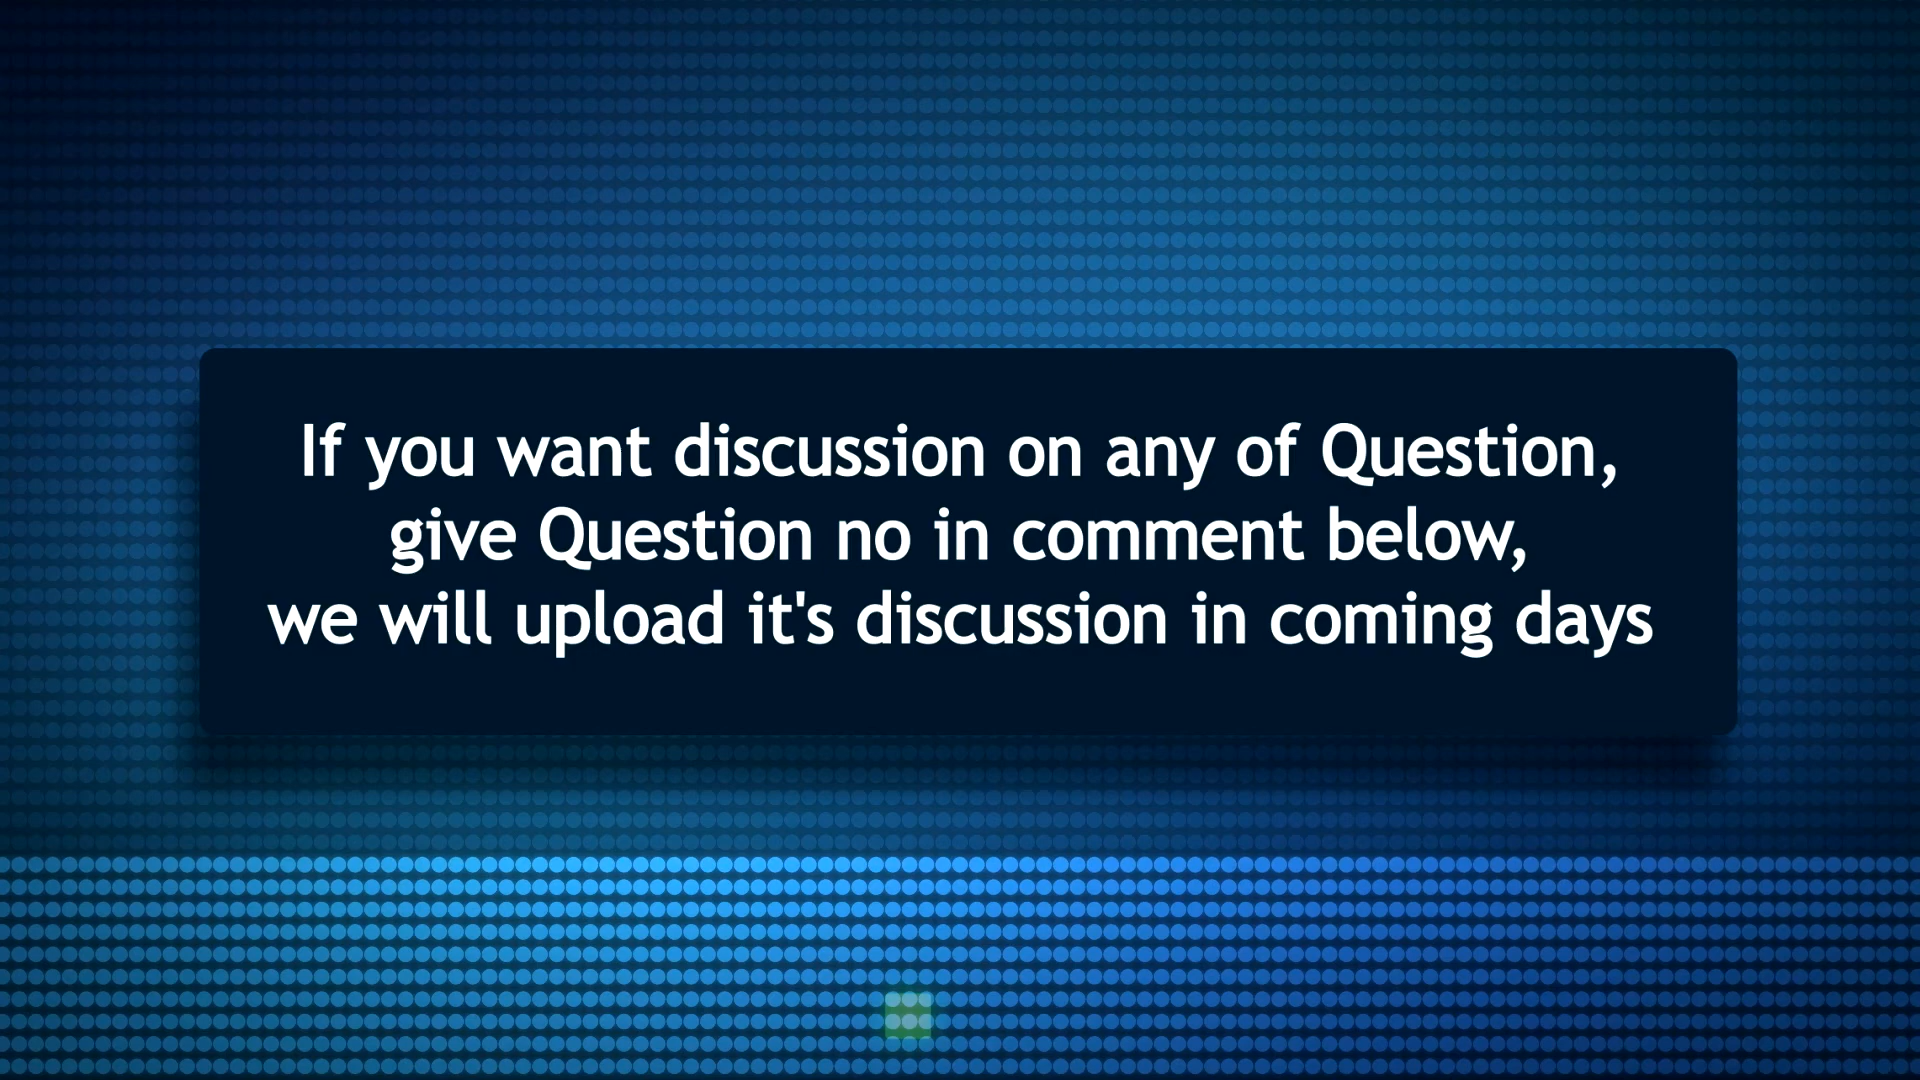 If you want discussion on any of Question,
give Question no in comment below,
we will upload it's discussion in coming days